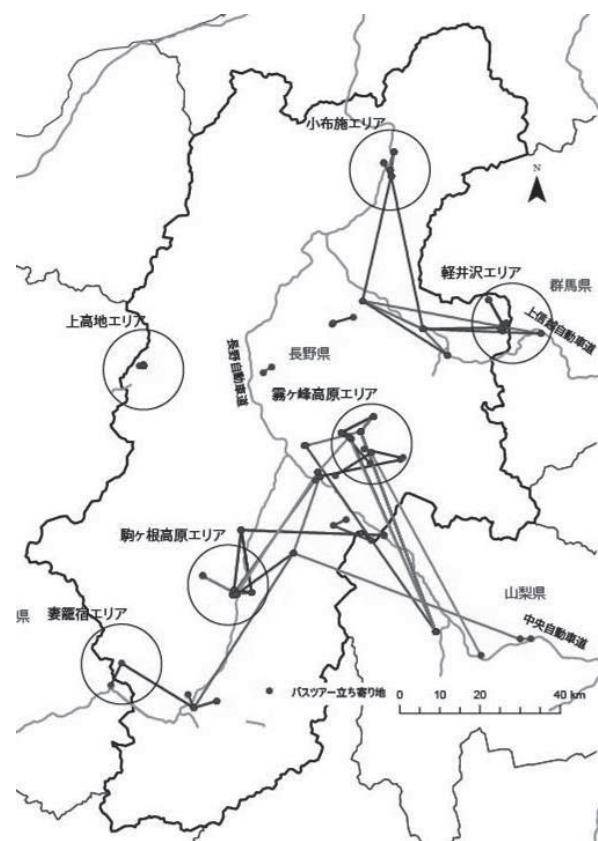 小布施エリア
N
軽井沢エリア
群馬県
上信越自動車道
上高地エリア
長野県
長野自動車道
霧ヶ峰高原エリア
駒ヶ根高原エリア
山梨県
妻籠宿エリア
県
中央自動車道
バスツアー立ち寄り地
0 10 20 40 km